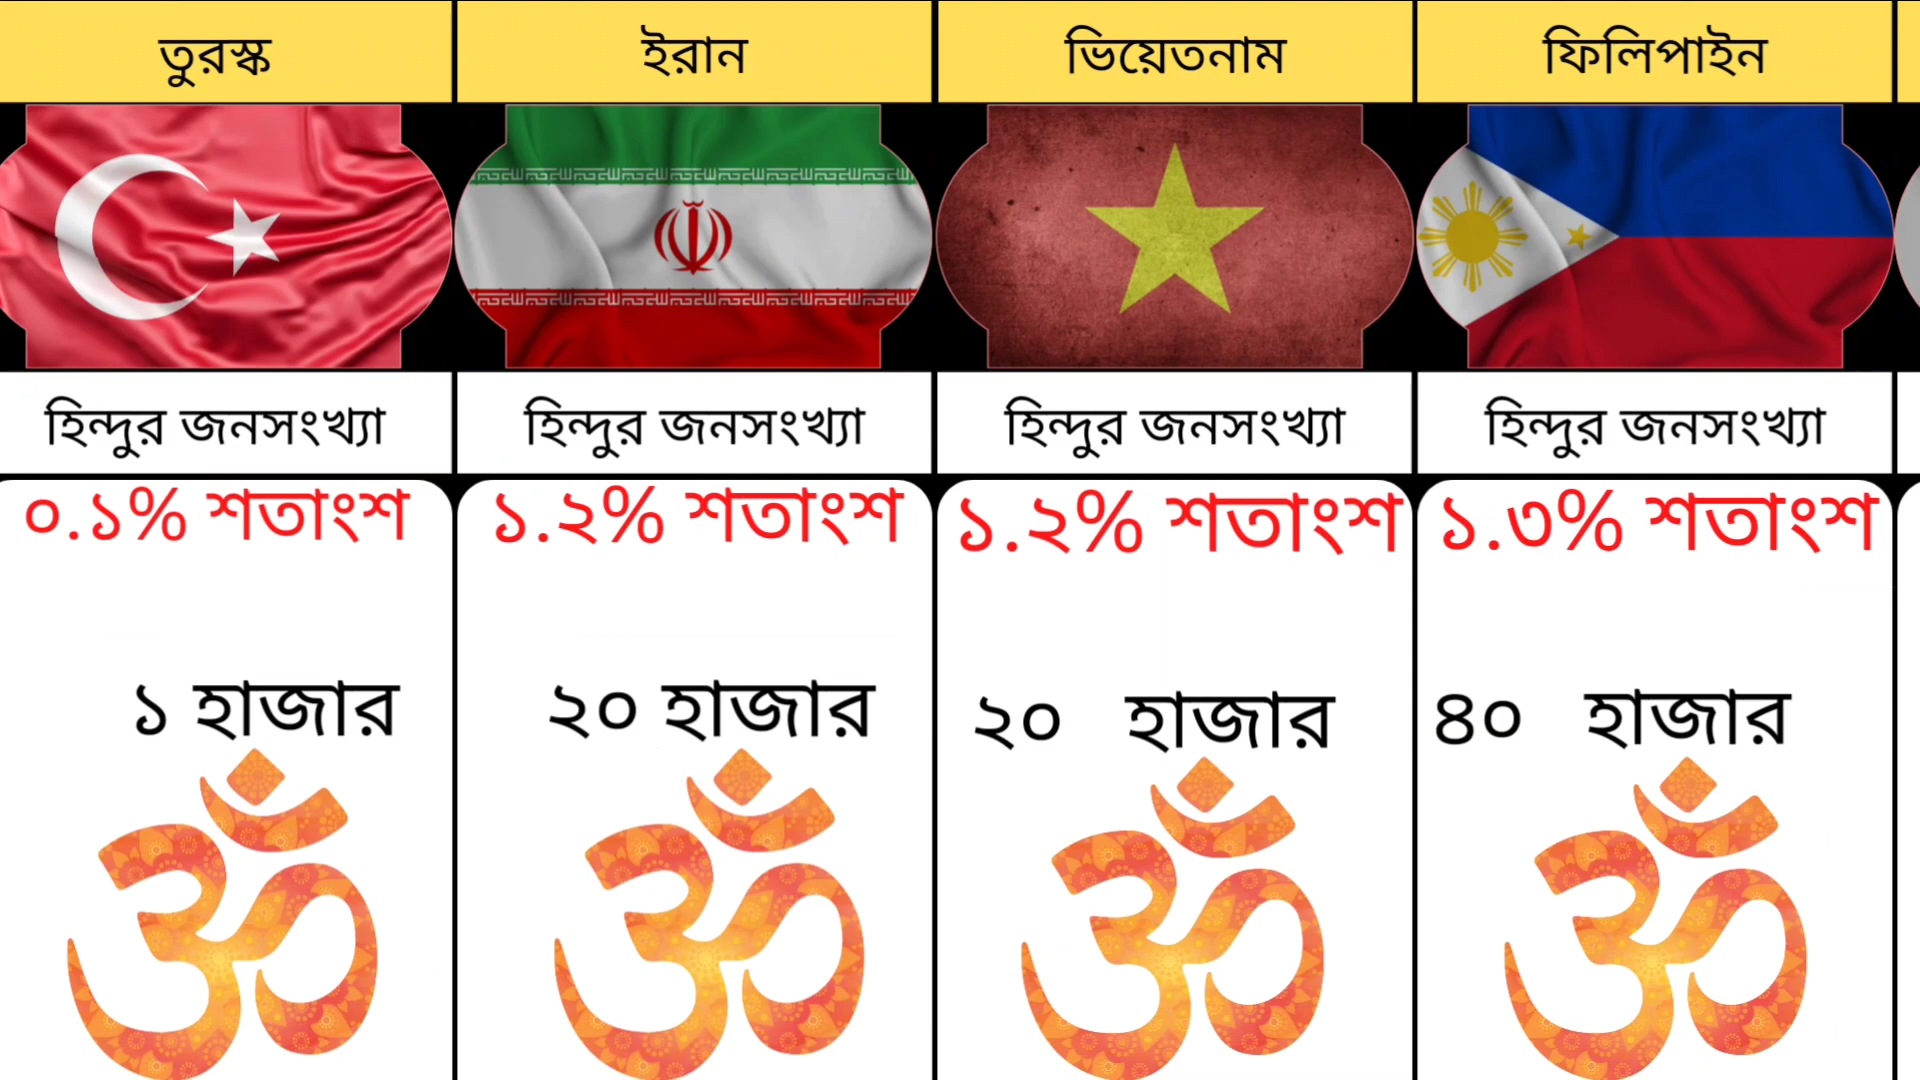 তুরস্ক
ইরান
ভিয়েতনাম
ফিলিপাইন
হিন্দুর জনসংখ্যা
হিন্দুর জনসংখ্যা
হিন্দুর জনসংখ্যা
হিন্দুর জনসংখ্যা
০.১% শতাংশ
১.২% শতাংশ
১.২% শতাংশ
১.৩% শতাংশ
১ হাজার
২০ হাজার
২০ হাজার
৪০ হাজার
ॐ
ॐ
ॐ
ॐ